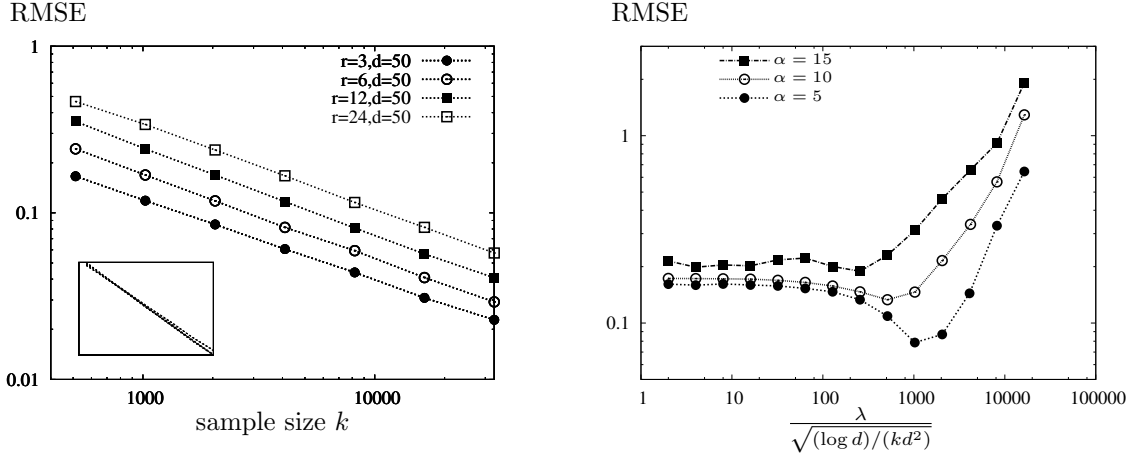 RMSE
1
0.1
0.01
1000
10000
r=3,d=50
r=6,d=50
r=12,d=50
r=24,d=50
sample size k
RMSE
1
0.1
1
10
100
1000
10000
100000
α = 15
α = 10
α = 5
λ
√(log d)/(kd²)